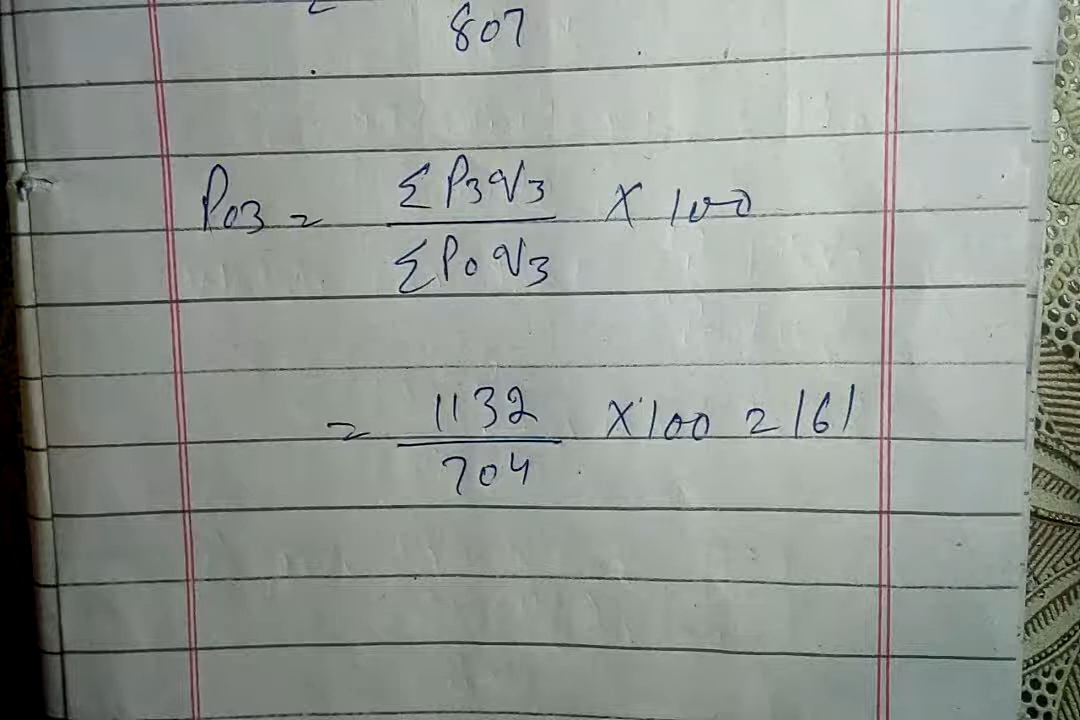 807
P03 = ΣP3q3 / ΣP0q3 × 100
= 1132 / 704 × 100 = 161